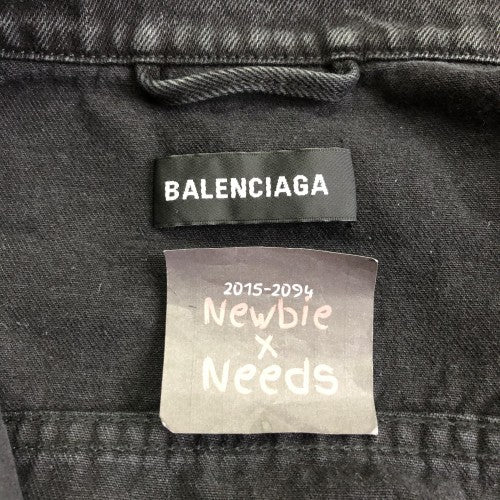 BALENCIAGA
2015-2094
Newbie
x
Needs